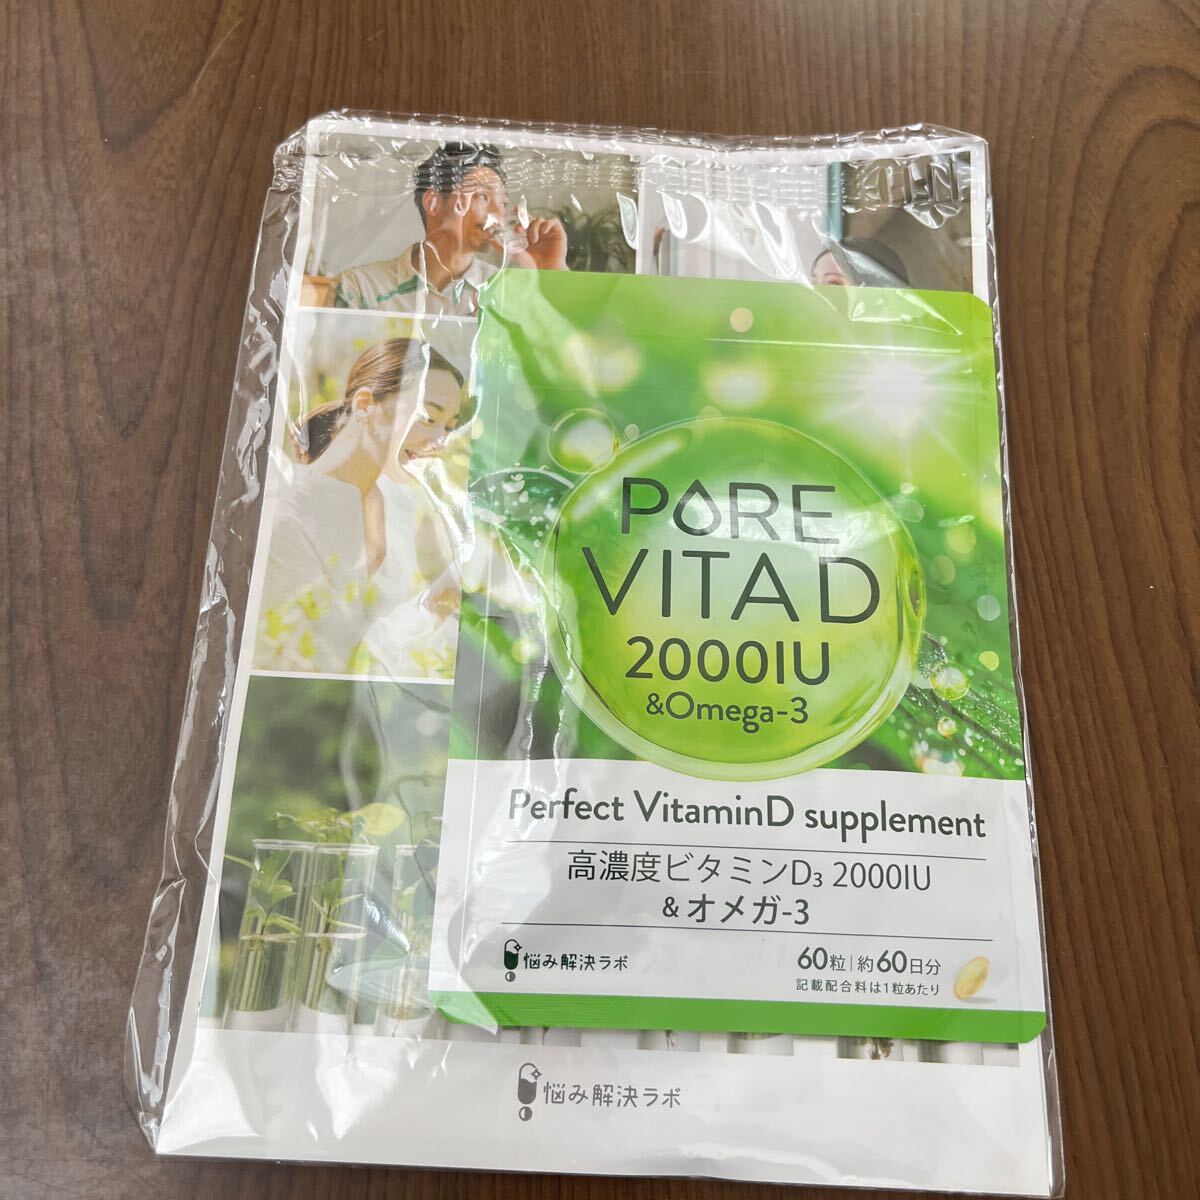 PORE
VITA D
2000IU
&Omega-3
Perfect VitaminD supplement
高濃度ビタミンD₃ 2000IU
& オメガ-3
悩み解決ラボ
60粒 | 約60日分
記載配合料は1粒あたり
悩み解決ラボ